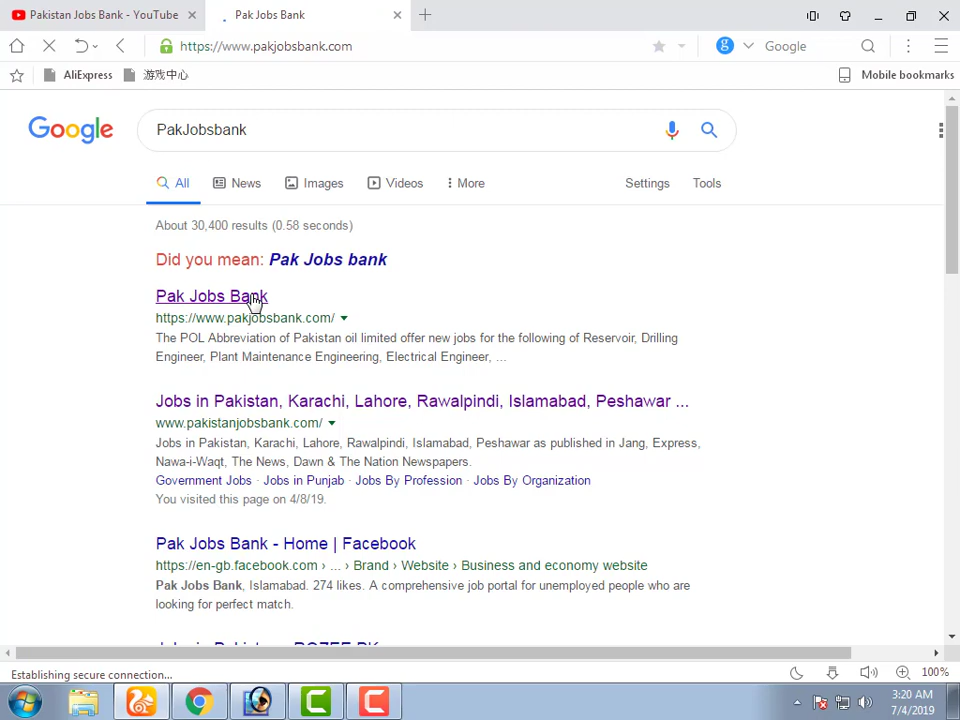 Pakistan Jobs Bank - YouTube
Pak Jobs Bank
https://www.pakjobsbank.com
Google
AliExpress
游戏中心
Mobile bookmarks
Google
PakJobsbank
All
News
Images
Videos
More
Settings
Tools
About 30,400 results (0.58 seconds)
Did you mean: Pak Jobs bank
Pak Jobs Bank
https://www.pakjobsbank.com/
The POL Abbreviation of Pakistan oil limited offer new jobs for the following of Reservoir, Drilling
Engineer, Plant Maintenance Engineering, Electrical Engineer, ...
Jobs in Pakistan, Karachi, Lahore, Rawalpindi, Islamabad, Peshawar ...
www.pakistanjobsbank.com/
Jobs in Pakistan, Karachi, Lahore, Rawalpindi, Islamabad, Peshawar as published in Jang, Express,
Nawa-i-Waqt, The News, Dawn & The Nation Newspapers.
Government Jobs · Jobs in Punjab · Jobs By Profession · Jobs By Organization
You visited this page on 4/8/19.
Pak Jobs Bank - Home | Facebook
https://en-gb.facebook.com › ... › Brand › Website › Business and economy website
Pak Jobs Bank, Islamabad. 274 likes. A comprehensive job portal for unemployed people who are
looking for perfect match.
Establishing secure connection...
100%
3:20 AM
7/4/2019